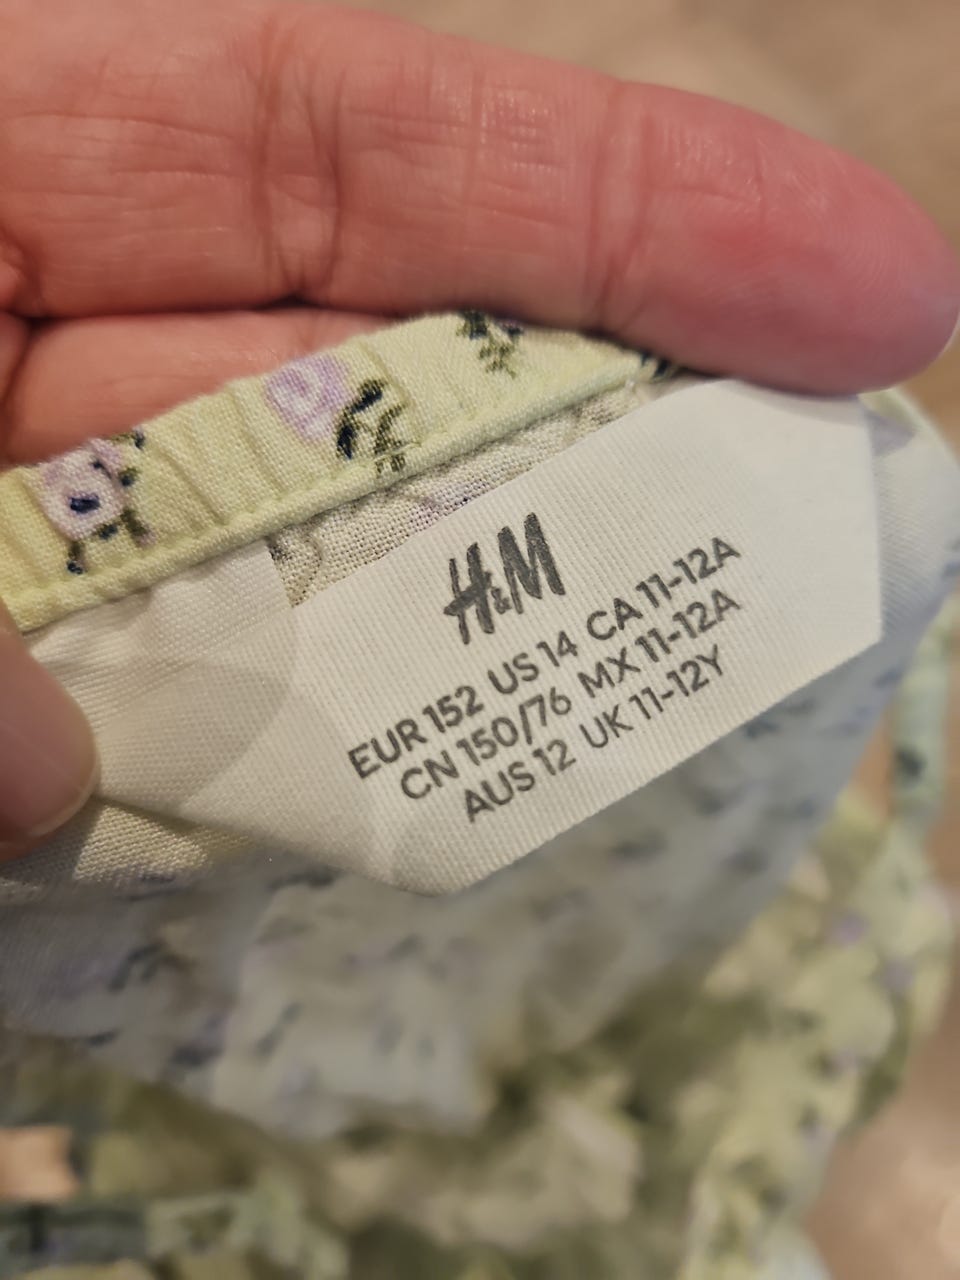 H&M
EUR 152 US 14 CA 11-12A
CN 150/76 MX 11-12A
AUS 12 UK 11-12Y